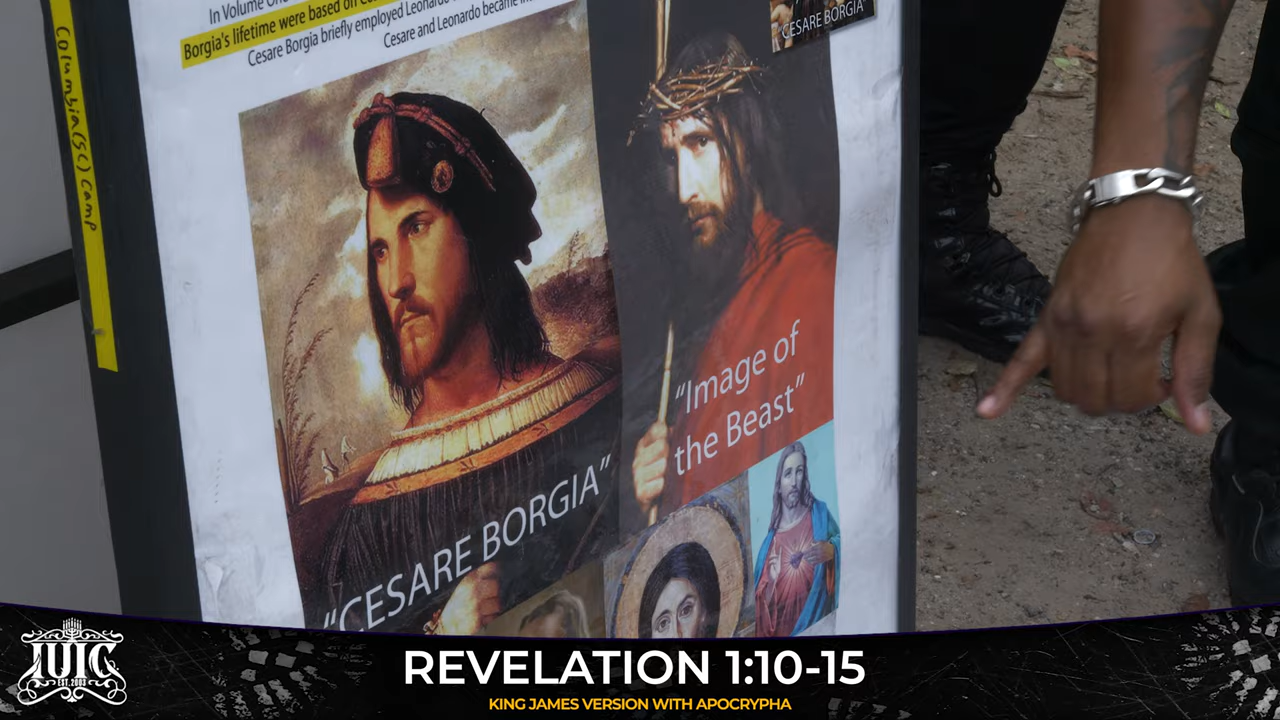 In Volume
Borgia's lifetime were based on
Cesare Borgia briefly employed Leonardo
Cesare and Leonardo became
"CESARE BORGIA"
Columbia(SC) Camp
"Image of
the Beast"
"CESARE BORGIA"
IUIC
EST. 2003
REVELATION 1:10-15
KING JAMES VERSION WITH APOCRYPHA